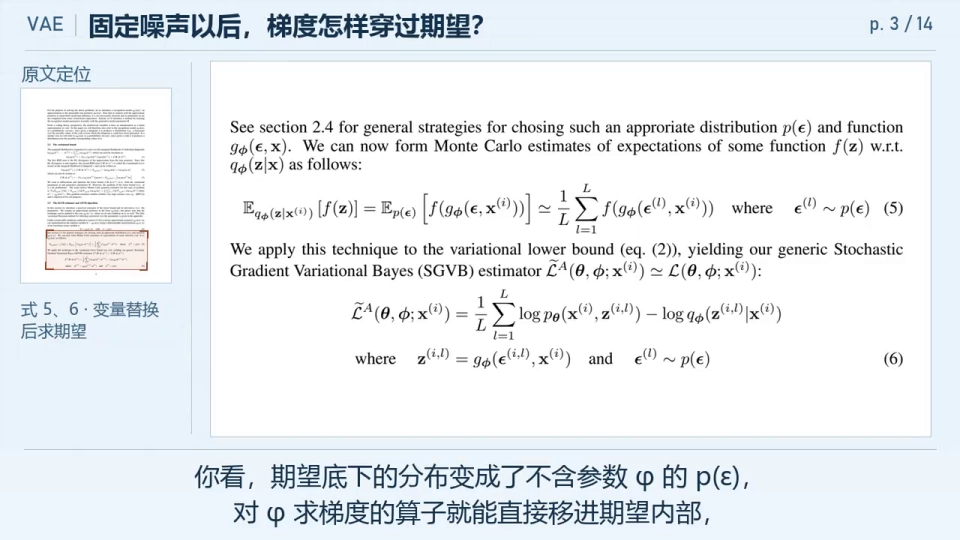 VAE
固定噪声以后，梯度怎样穿过期望？
p. 3 / 14
原文定位
式 5、6 · 变量替换
后求期望
See section 2.4 for general strategies for chosing such an approriate distribution p(ϵ) and function
g_ϕ(ϵ, x). We can now form Monte Carlo estimates of expectations of some function f(z) w.r.t.
q_ϕ(z|x) as follows:
𝔼_{q_ϕ(z|x^{(i)})} [f(z)] = 𝔼_{p(ϵ)} [f(g_ϕ(ϵ, x^{(i)}))] ≃ 1/L ∑_{l=1}^{L} f(g_ϕ(ϵ^{(l)}, x^{(i)})) where ϵ^{(l)} ∼ p(ϵ) (5)
We apply this technique to the variational lower bound (eq. (2)), yielding our generic Stochastic
Gradient Variational Bayes (SGVB) estimator L̃^A(θ, ϕ; x^{(i)}) ≃ L(θ, ϕ; x^{(i)}):
L̃^A(θ, ϕ; x^{(i)}) = 1/L ∑_{l=1}^{L} log p_θ(x^{(i)}, z^{(i,l)}) − log q_ϕ(z^{(i,l)}|x^{(i)})
where z^{(i,l)} = g_ϕ(ϵ^{(i,l)}, x^{(i)}) and ϵ^{(l)} ∼ p(ϵ) (6)
你看，期望底下的分布变成了不含参数 φ 的 p(ε)，
对 φ 求梯度的算子就能直接移进期望内部，